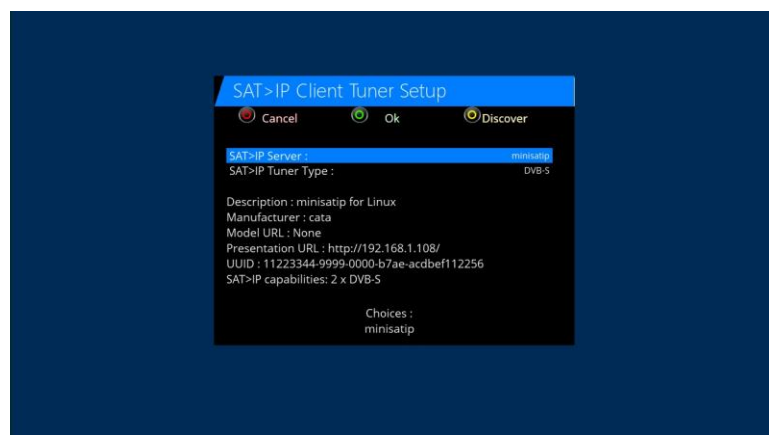 SAT>IP Client Tuner Setup
Cancel Ok Discover
SAT>IP Server : minisatip
SAT>IP Tuner Type : DVB-S
Description : minisatip for Linux
Manufacturer : cata
Model URL : None
Presentation URL : http://192.168.1.108/
UUID : 11223344-9999-0000-b7ae-acdbef112256
SAT>IP capabilities: 2 x DVB-S
Choices :
minisatip